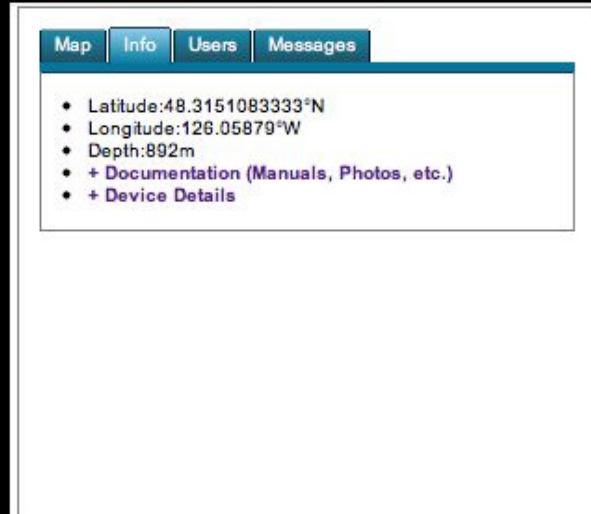 Map Info Users Messages
Latitude:48.3151083333°N
Longitude:126.05879°W
Depth:892m
+ Documentation (Manuals, Photos, etc.)
+ Device Details